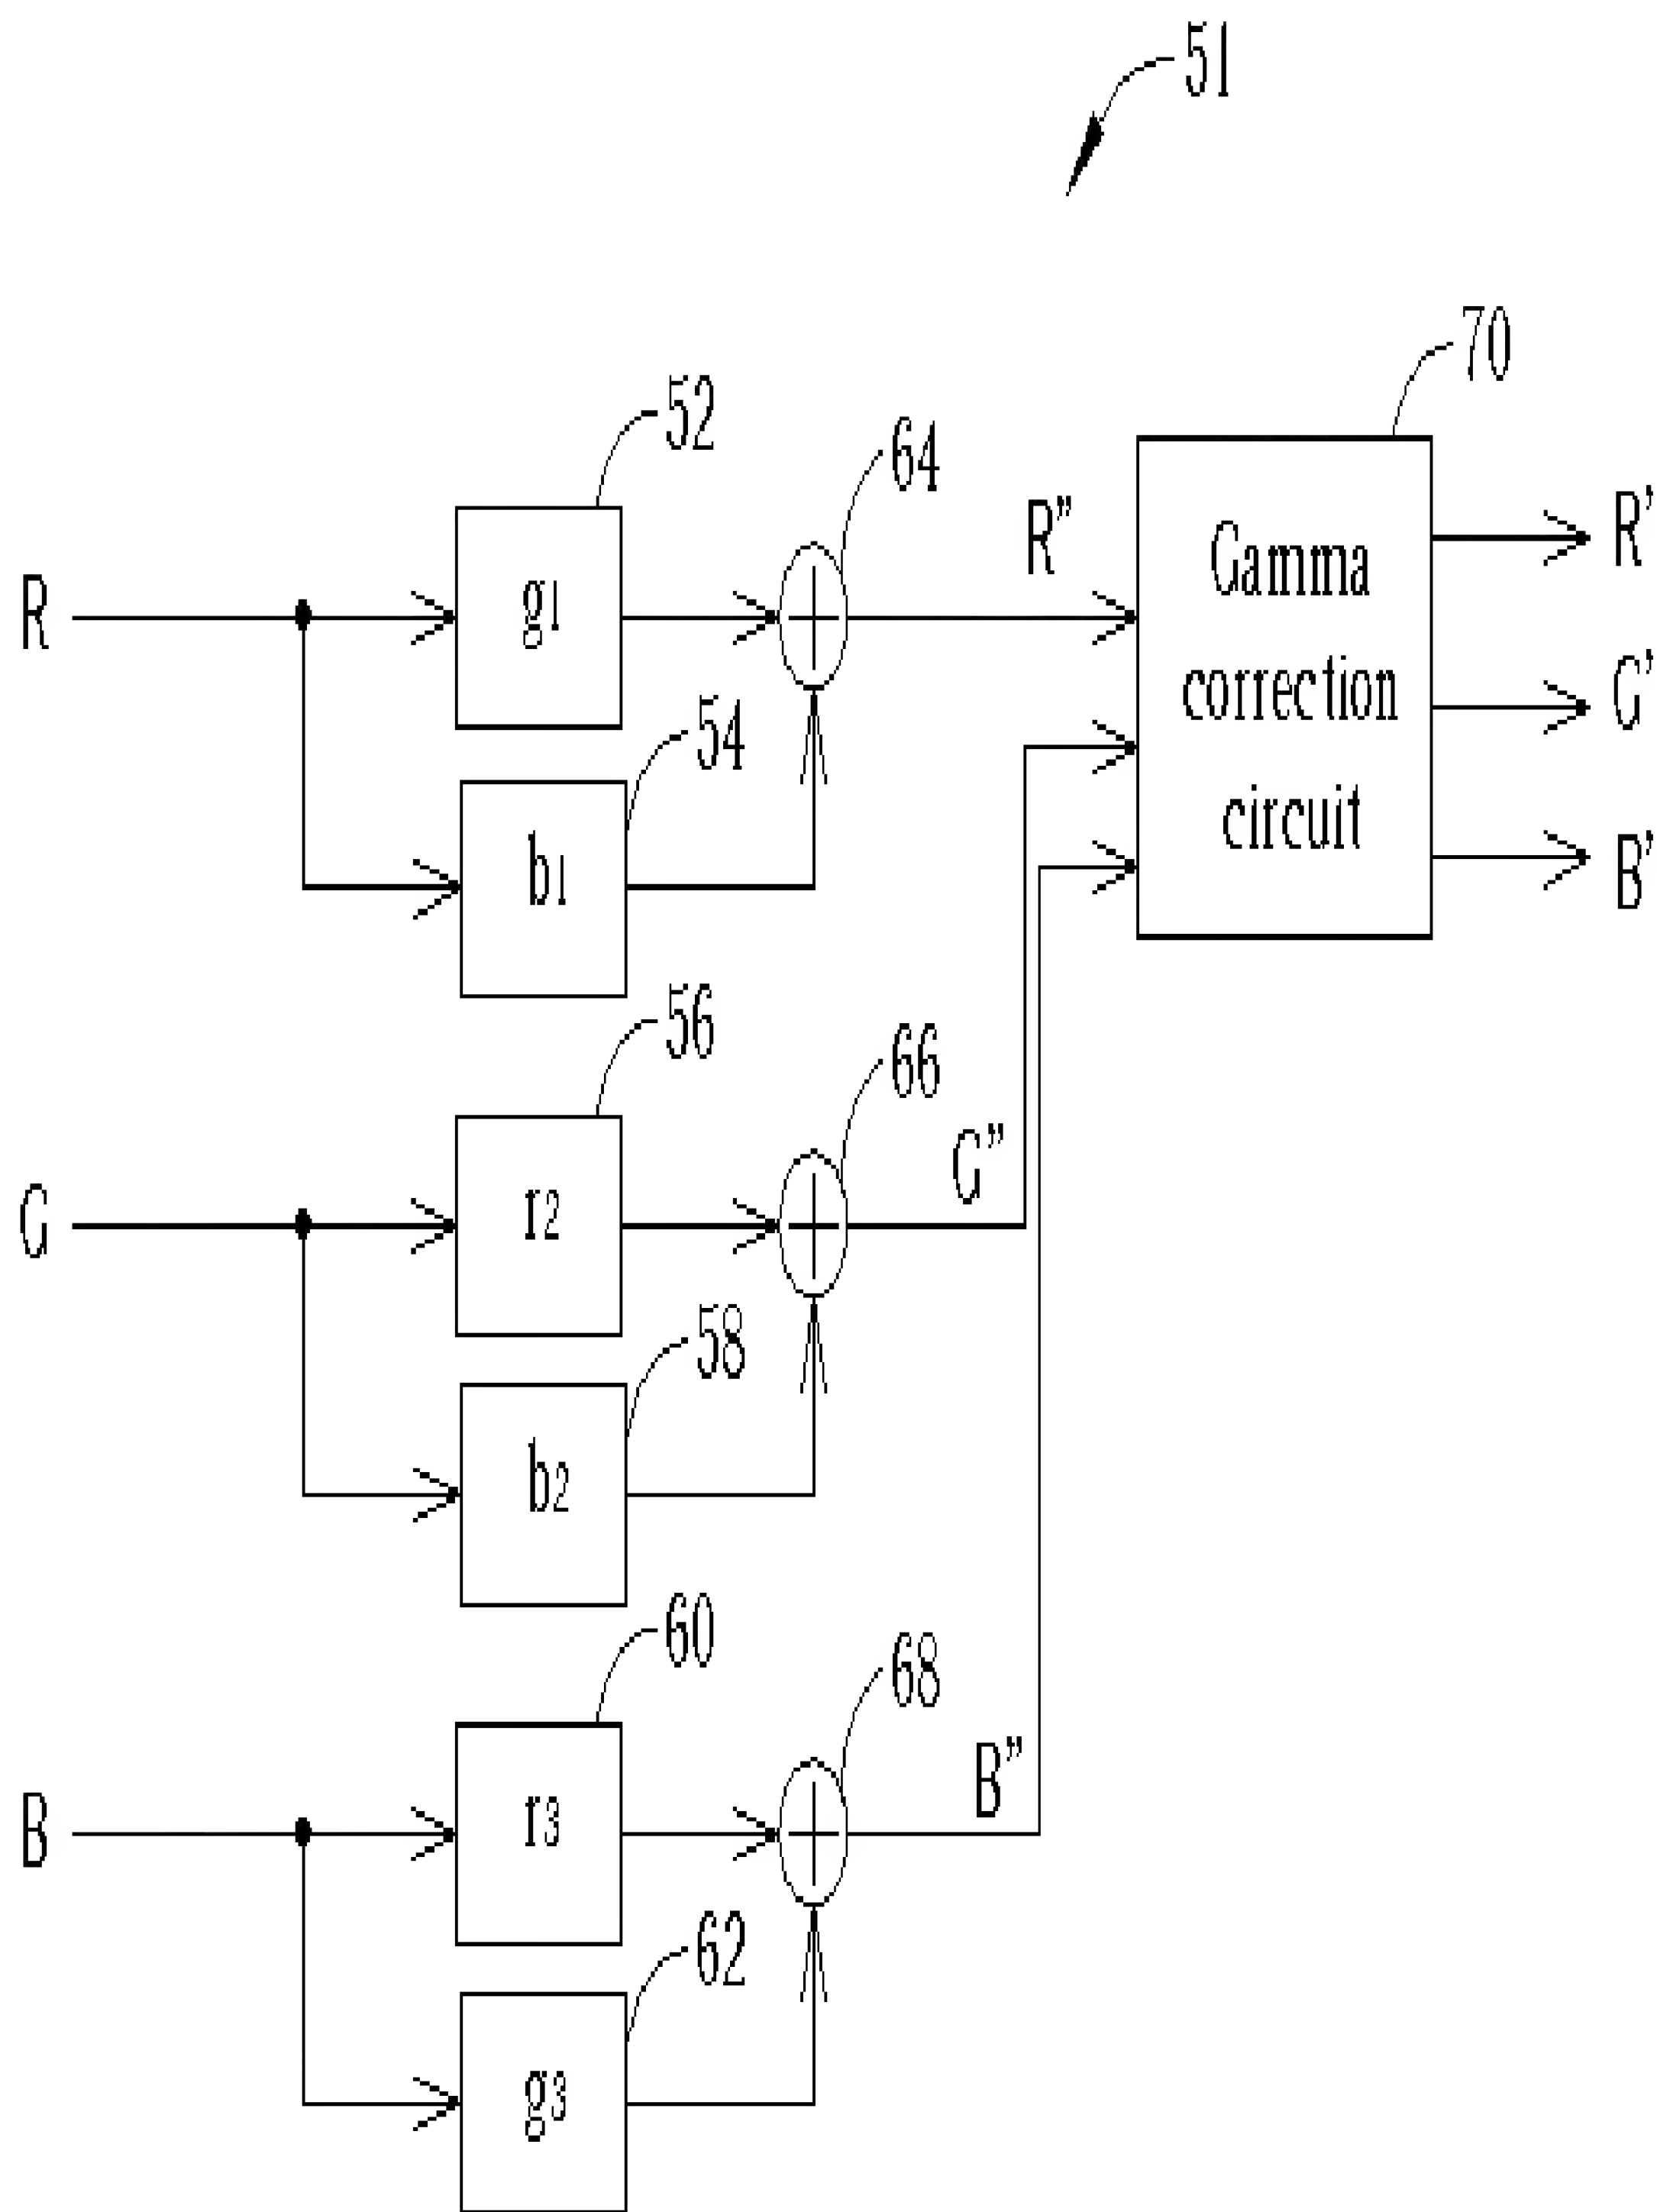 51
70
52
64
R”
R’
Gamma
R
g1
correction
G’
54
circuit
b1
B’
56
66
G”
G
r2
58
b2
60
68
B”
B
r3
62
g3